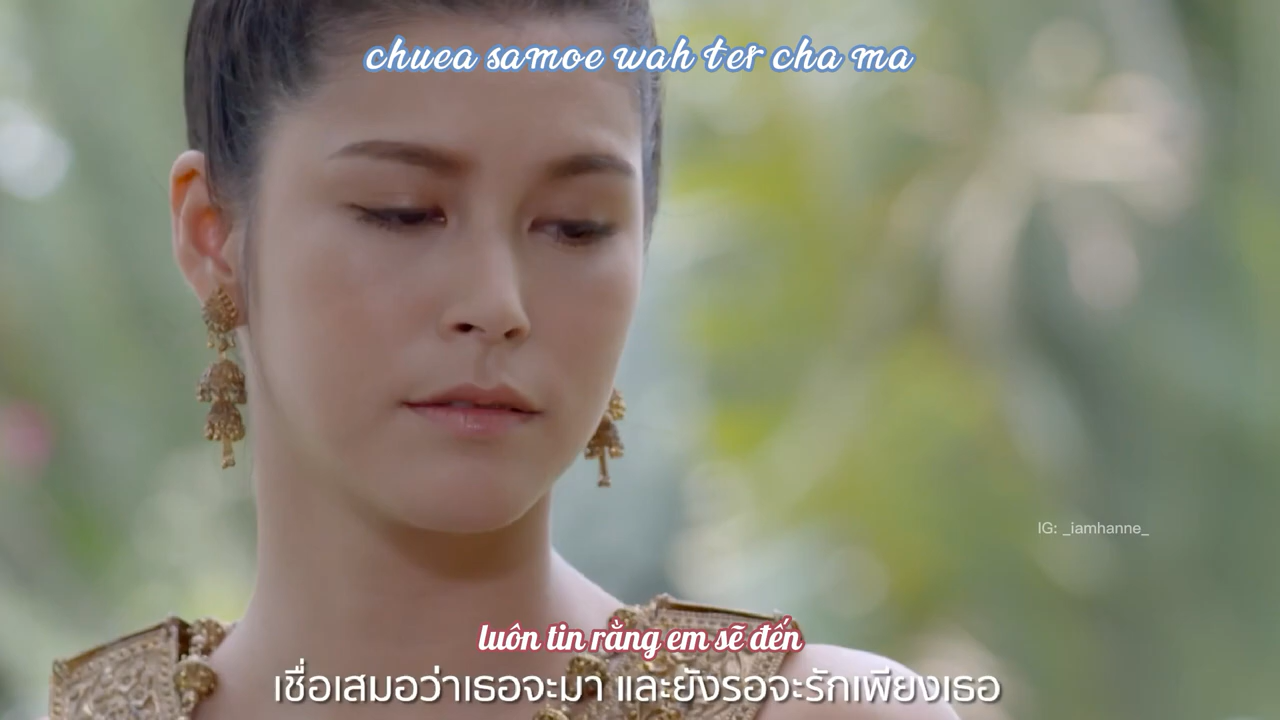 chuea samoe wah ter cha ma
IG: _iamhanne_
luôn tin rằng em sẽ đến
เชื่อเสมอว่าเธอจะมา และยังรอจะรักเพียงเธอ